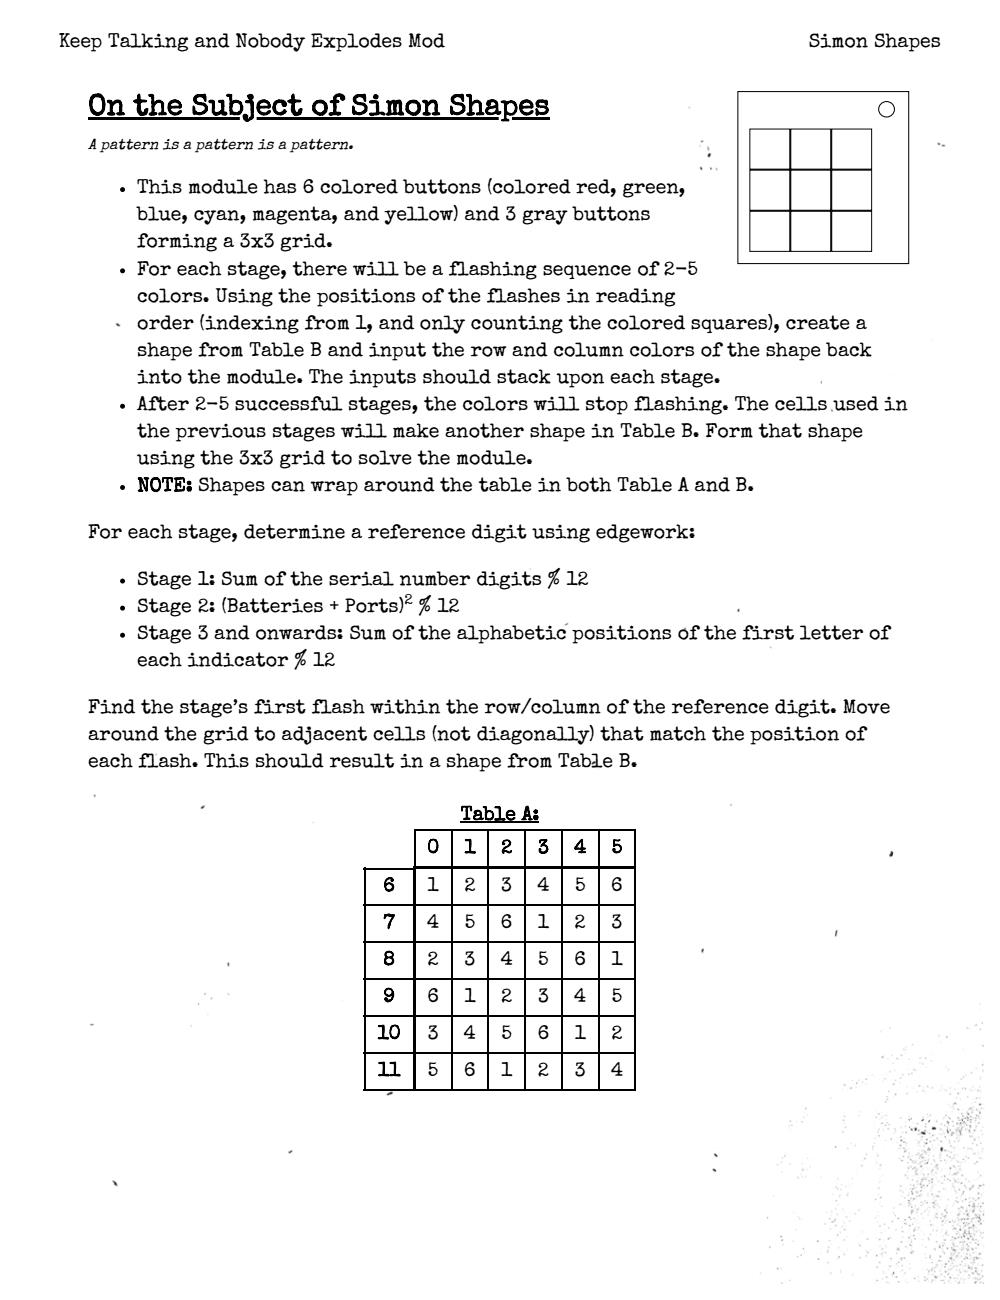 Keep Talking and Nobody Explodes Mod
Simon Shapes
On the Subject of Simon Shapes
A pattern is a pattern is a pattern.
• This module has 6 colored buttons (colored red, green,
blue, cyan, magenta, and yellow) and 3 gray buttons
forming a 3x3 grid.
• For each stage, there will be a flashing sequence of 2–5
colors. Using the positions of the flashes in reading
order (indexing from 1, and only counting the colored squares), create a
shape from Table B and input the row and column colors of the shape back
into the module. The inputs should stack upon each stage.
• After 2–5 successful stages, the colors will stop flashing. The cells used in
the previous stages will make another shape in Table B. Form that shape
using the 3x3 grid to solve the module.
• NOTE: Shapes can wrap around the table in both Table A and B.
For each stage, determine a reference digit using edgework:
• Stage 1: Sum of the serial number digits % 12
• Stage 2: (Batteries + Ports)² % 12
• Stage 3 and onwards: Sum of the alphabetic positions of the first letter of
each indicator % 12
Find the stage's first flash within the row/column of the reference digit. Move
around the grid to adjacent cells (not diagonally) that match the position of
each flash. This should result in a shape from Table B.
Table A:
0 1 2 3 4 5
6 1 2 3 4 5 6
7 4 5 6 1 2 3
8 2 3 4 5 6 1
9 6 1 2 3 4 5
10 3 4 5 6 1 2
11 5 6 1 2 3 4